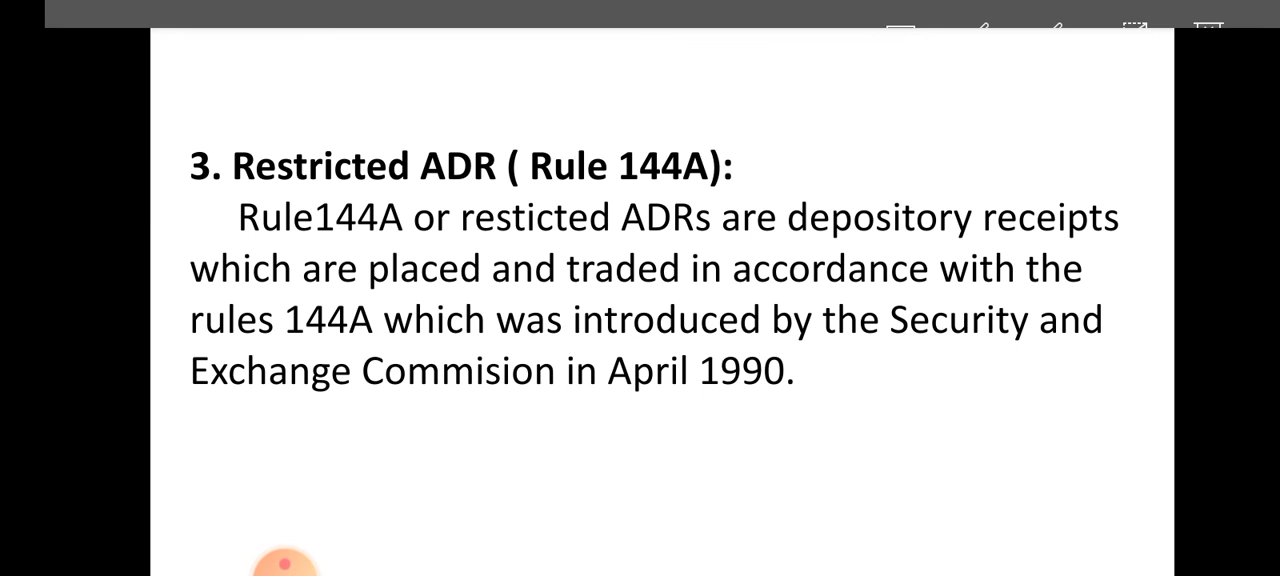 3. Restricted ADR ( Rule 144A):
Rule144A or resticted ADRs are depository receipts
which are placed and traded in accordance with the
rules 144A which was introduced by the Security and
Exchange Commision in April 1990.